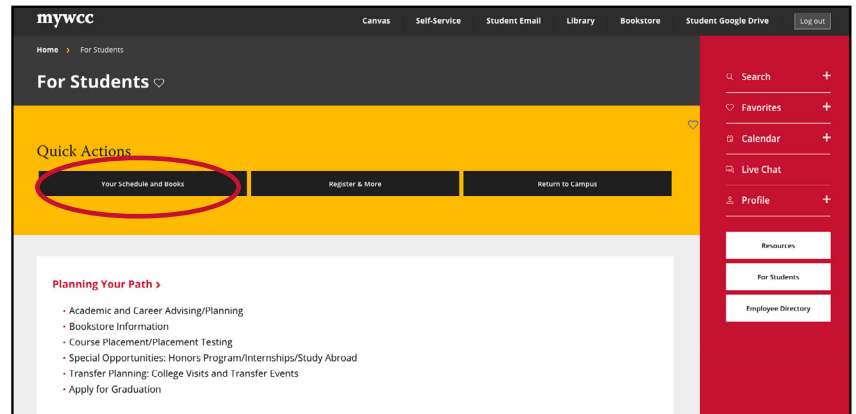 mywcc
Canvas Self-Service Student Email Library Bookstore Student Google Drive Log out
Home › For Students
For Students
Quick Actions
Your Schedule and Books Register & More Return to Campus
Planning Your Path ›
• Academic and Career Advising/Planning
• Bookstore Information
• Course Placement/Placement Testing
• Special Opportunities: Honors Program/Internships/Study Abroad
• Transfer Planning: College Visits and Transfer Events
• Apply for Graduation
Search +
Favorites +
Calendar +
Live Chat
Profile +
Resources
For Students
Employee Directory